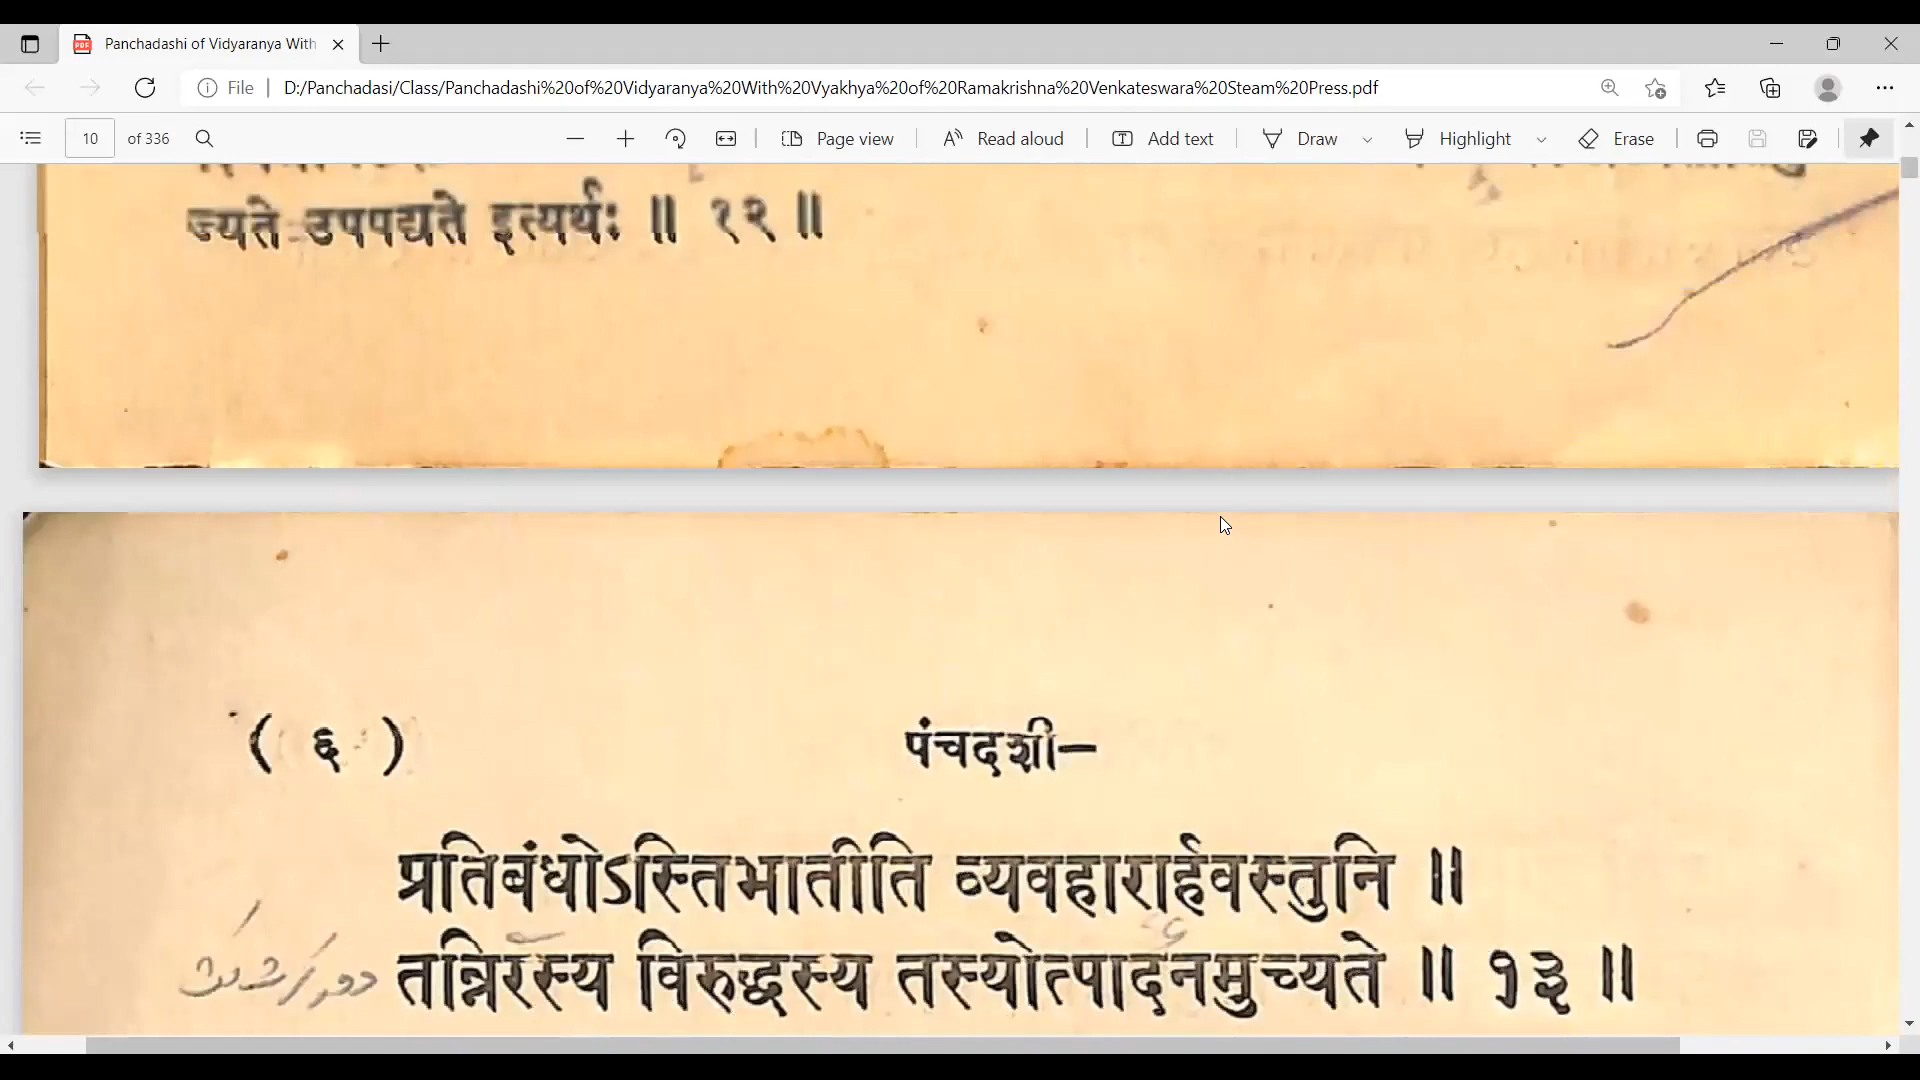 Panchadashi of Vidyaranya With
File
D:/Panchadasi/Class/Panchadashi%20of%20Vidyaranya%20With%20Vyakhya%20of%20Ramakrishna%20Venkateswara%20Steam%20Press.pdf
10 of 336
Page view
Read aloud
Add text
Draw
Highlight
Erase
ज्यते उपपद्यते इत्यर्थः ॥ १२ ॥
( ६ ) पंचदशी—
प्रतिबंधोऽस्तिभातीति व्यवहारार्हवस्तुनि ॥
तन्निरस्य विरुद्धस्य तस्योत्पादनमुच्यते ॥ १३ ॥